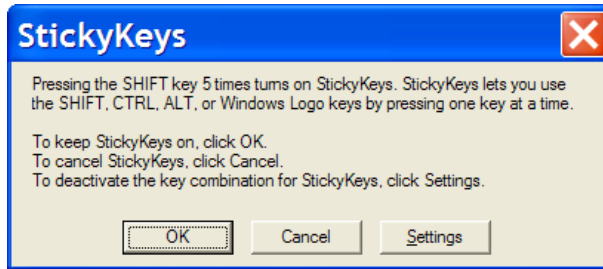 StickyKeys
Pressing the SHIFT key 5 times turns on StickyKeys. StickyKeys lets you use
the SHIFT, CTRL, ALT, or Windows Logo keys by pressing one key at a time.
To keep StickyKeys on, click OK.
To cancel StickyKeys, click Cancel.
To deactivate the key combination for StickyKeys, click Settings.
OK Cancel Settings